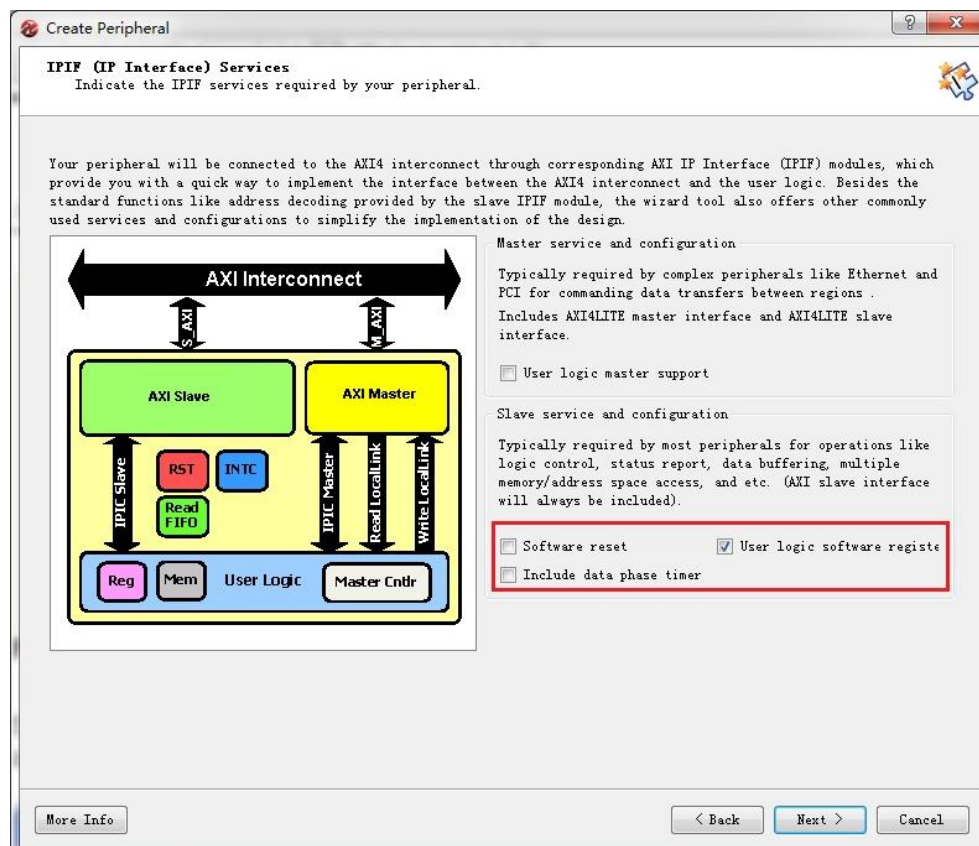 Create Peripheral
IPIF (IP Interface) Services
Indicate the IPIF services required by your peripheral.
Your peripheral will be connected to the AXI4 interconnect through corresponding AXI IP Interface (IPIF) modules, which
provide you with a quick way to implement the interface between the AXI4 interconnect and the user logic. Besides the
standard functions like address decoding provided by the slave IPIF module, the wizard tool also offers other commonly
used services and configurations to simplify the implementation of the design.
AXI Interconnect
S_AXI
M_AXI
AXI Slave
AXI Master
IPIC Slave
RST
INTC
Read
FIFO
IPIC Master
Read LocalLink
Write LocalLink
Reg
Mem
User Logic
Master Cntlr
Master service and configuration
Typically required by complex peripherals like Ethernet and
PCI for commanding data transfers between regions .
Includes AXI4LITE master interface and AXI4LITE slave
interface.
User logic master support
Slave service and configuration
Typically required by most peripherals for operations like
logic control, status report, data buffering, multiple
memory/address space access, and etc. (AXI slave interface
will always be included).
Software reset
User logic software registe
Include data phase timer
More Info
< Back
Next >
Cancel